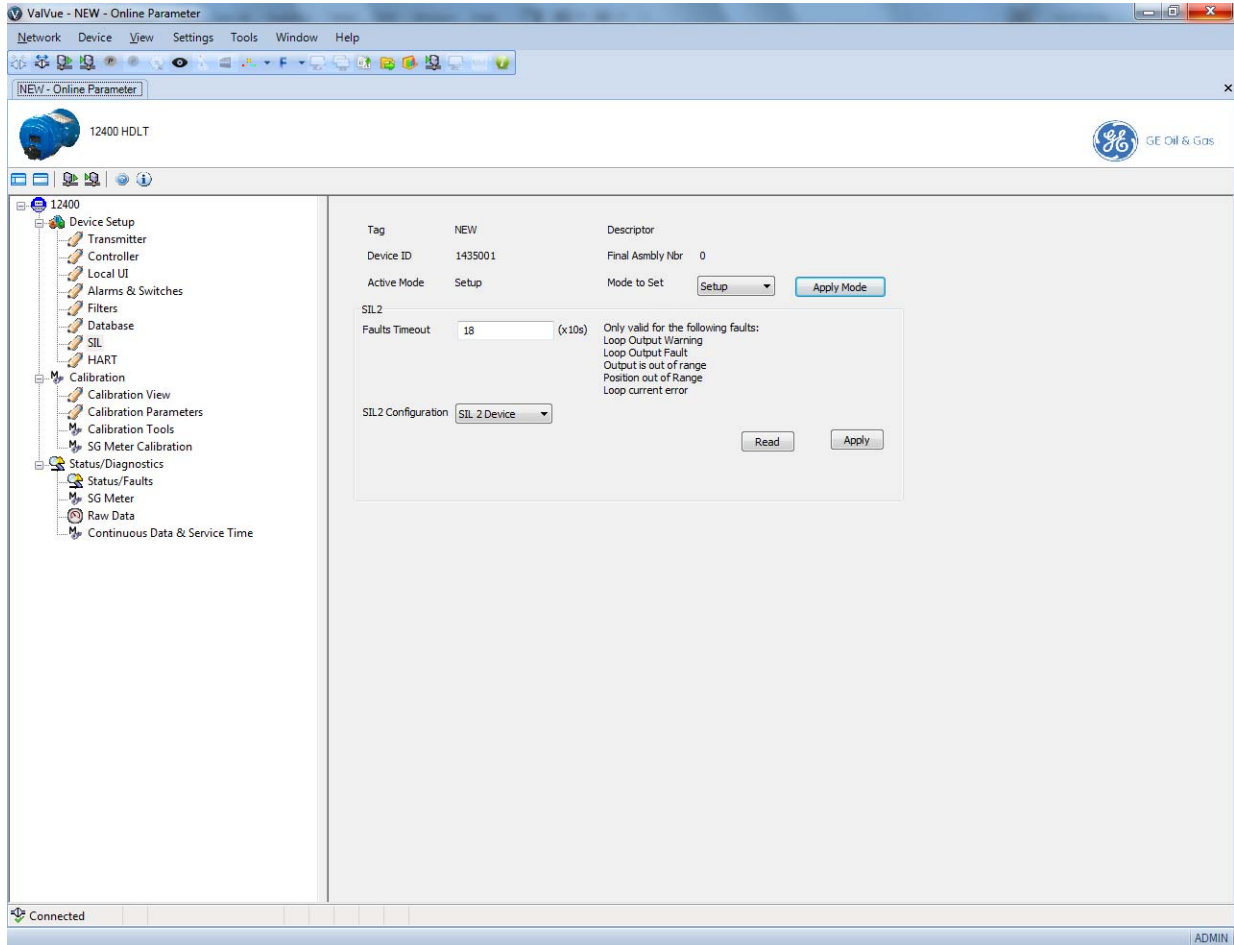 ValVue - NEW - Online Parameter
Network Device View Settings Tools Window Help
F
NEW - Online Parameter
12400 HDLT
GE Oil & Gas
12400
Device Setup
Transmitter
Controller
Local UI
Alarms & Switches
Filters
Database
SIL
HART
Calibration
Calibration View
Calibration Parameters
Calibration Tools
SG Meter Calibration
Status/Diagnostics
Status/Faults
SG Meter
Raw Data
Continuous Data & Service Time
Tag NEW Descriptor
Device ID 1435001 Final Asmbly Nbr 0
Active Mode Setup Mode to Set Setup Apply Mode
SIL2
Faults Timeout 18 (x10s) Only valid for the following faults:
Loop Output Warning
Loop Output Fault
Output is out of range
Position out of Range
Loop current error
SIL2 Configuration SIL 2 Device
Read Apply
Connected
ADMIN